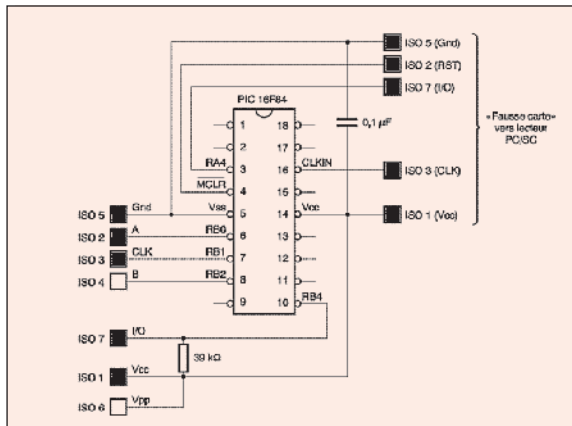 ISO 5 (Gnd)
ISO 2 (RST)
ISO 7 (I/O)
PIC 16F84
«Fausse carte»
vers lecteur
PC/SC
1
18
2
17
0,1 µF
RA4
3
16
CLKIN
ISO 3 (CLK)
MCLR
4
15
ISO 5
Gnd
Vss
5
14
Vcc
ISO 1 (Vcc)
ISO 2
A
RB0
6
13
ISO 3
CLK
RB1
7
12
ISO 4
B
RB2
8
11
9
10
RB4
ISO 7
I/O
39 kΩ
ISO 1
Vcc
ISO 6
Vpp